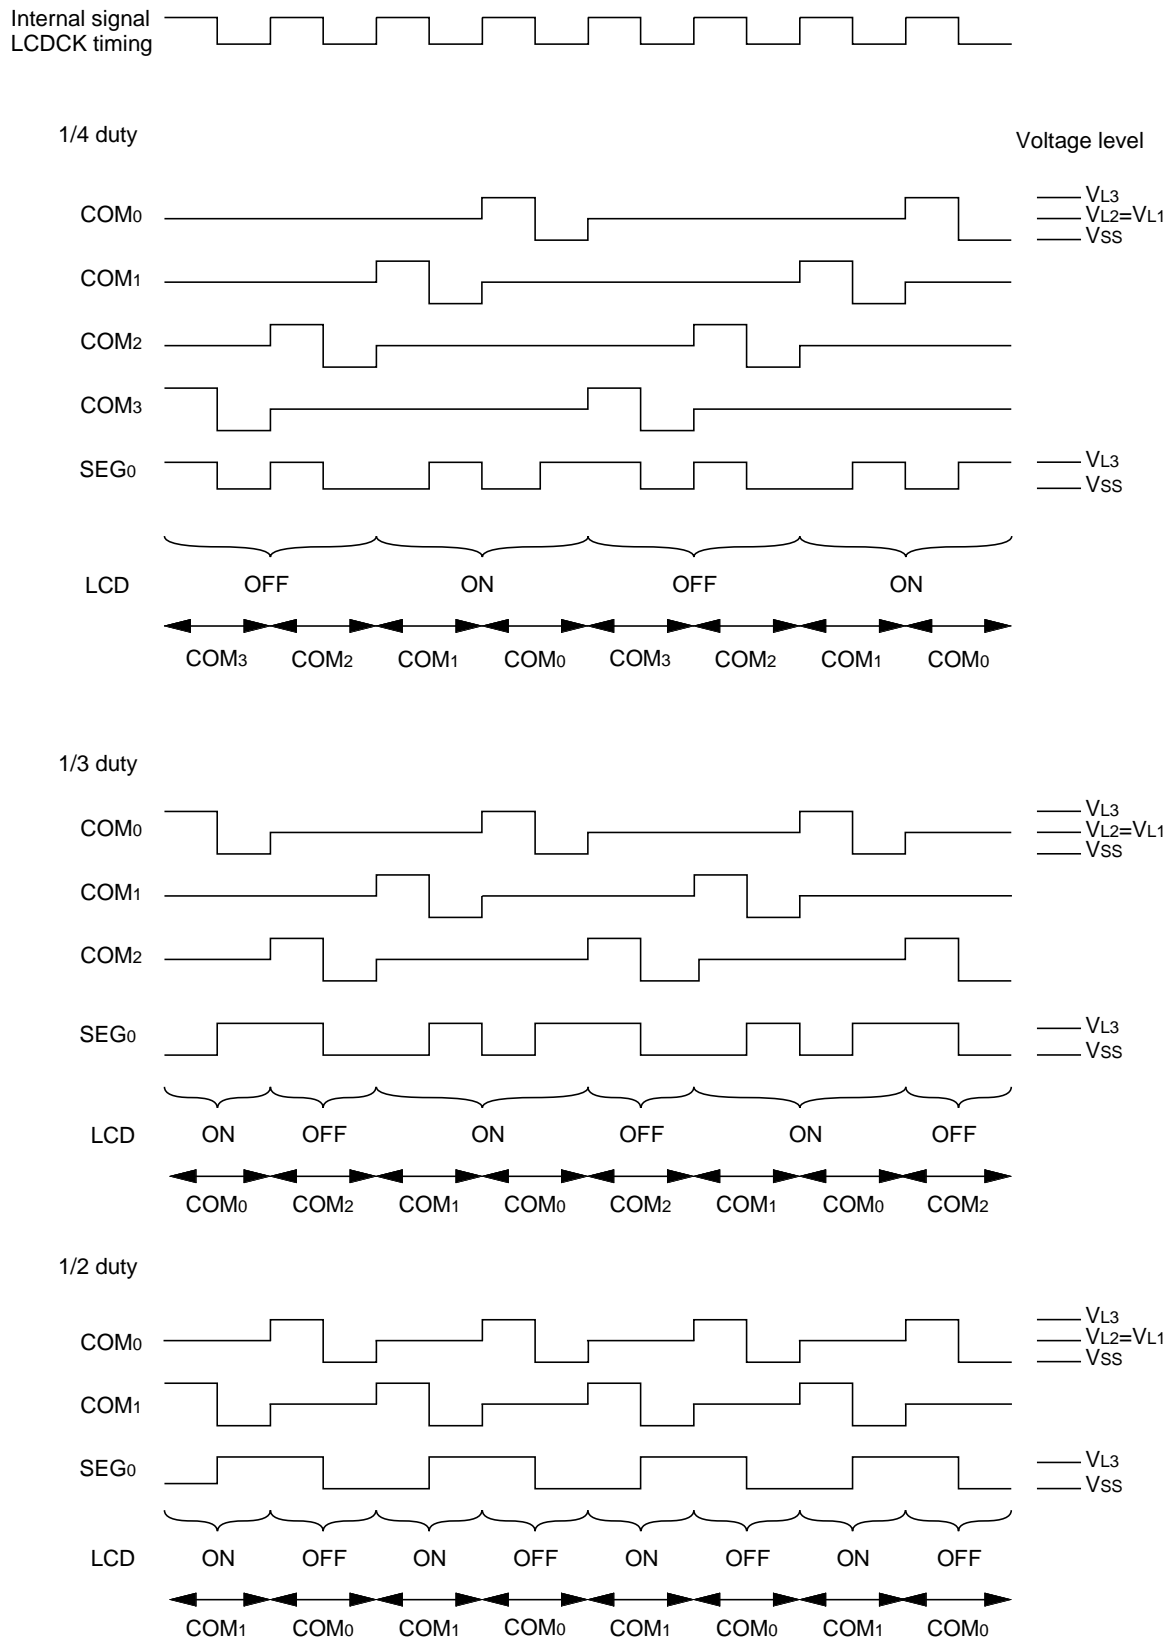 Internal signal
LCDCK timing
1/4 duty
Voltage level
COM0
VL3
VL2=VL1
VSS
COM1
COM2
COM3
SEG0
VL3
VSS
LCD OFF ON OFF ON
COM3 COM2 COM1 COM0 COM3 COM2 COM1 COM0
1/3 duty
COM0
VL3
VL2=VL1
VSS
COM1
COM2
SEG0
VL3
VSS
LCD ON OFF ON OFF ON OFF
COM0 COM2 COM1 COM0 COM2 COM1 COM0 COM2
1/2 duty
COM0
VL3
VL2=VL1
VSS
COM1
SEG0
VL3
VSS
LCD ON OFF ON OFF ON OFF ON OFF
COM1 COM0 COM1 COM0 COM1 COM0 COM1 COM0